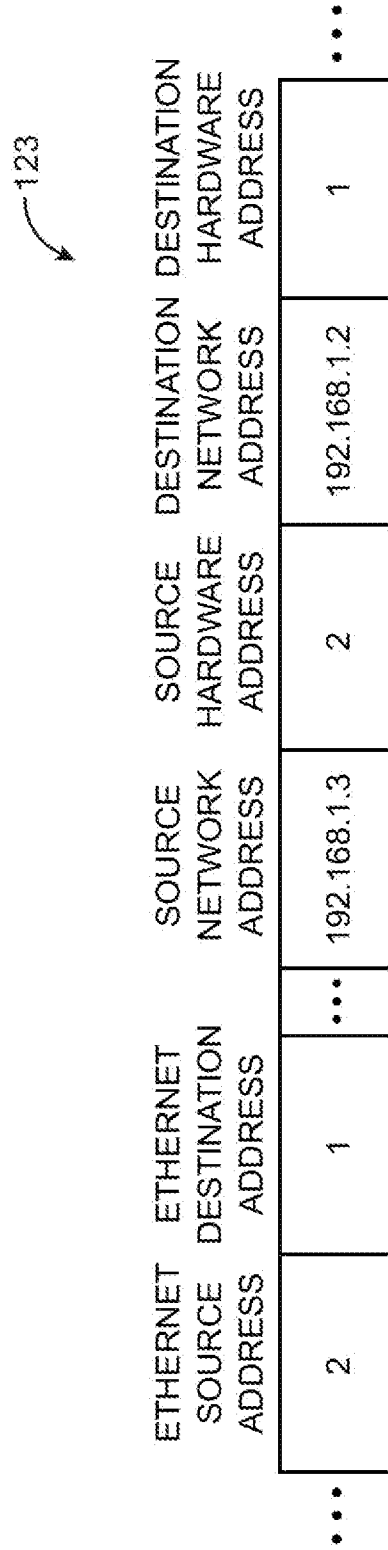 123
ETHERNET
SOURCE
ADDRESS
ETHERNET
DESTINATION
ADDRESS
SOURCE
NETWORK
ADDRESS
SOURCE
HARDWARE
ADDRESS
DESTINATION
NETWORK
ADDRESS
DESTINATION
HARDWARE
ADDRESS
••• 2 1 ••• 192.168.1.3 2 192.168.1.2 1 •••